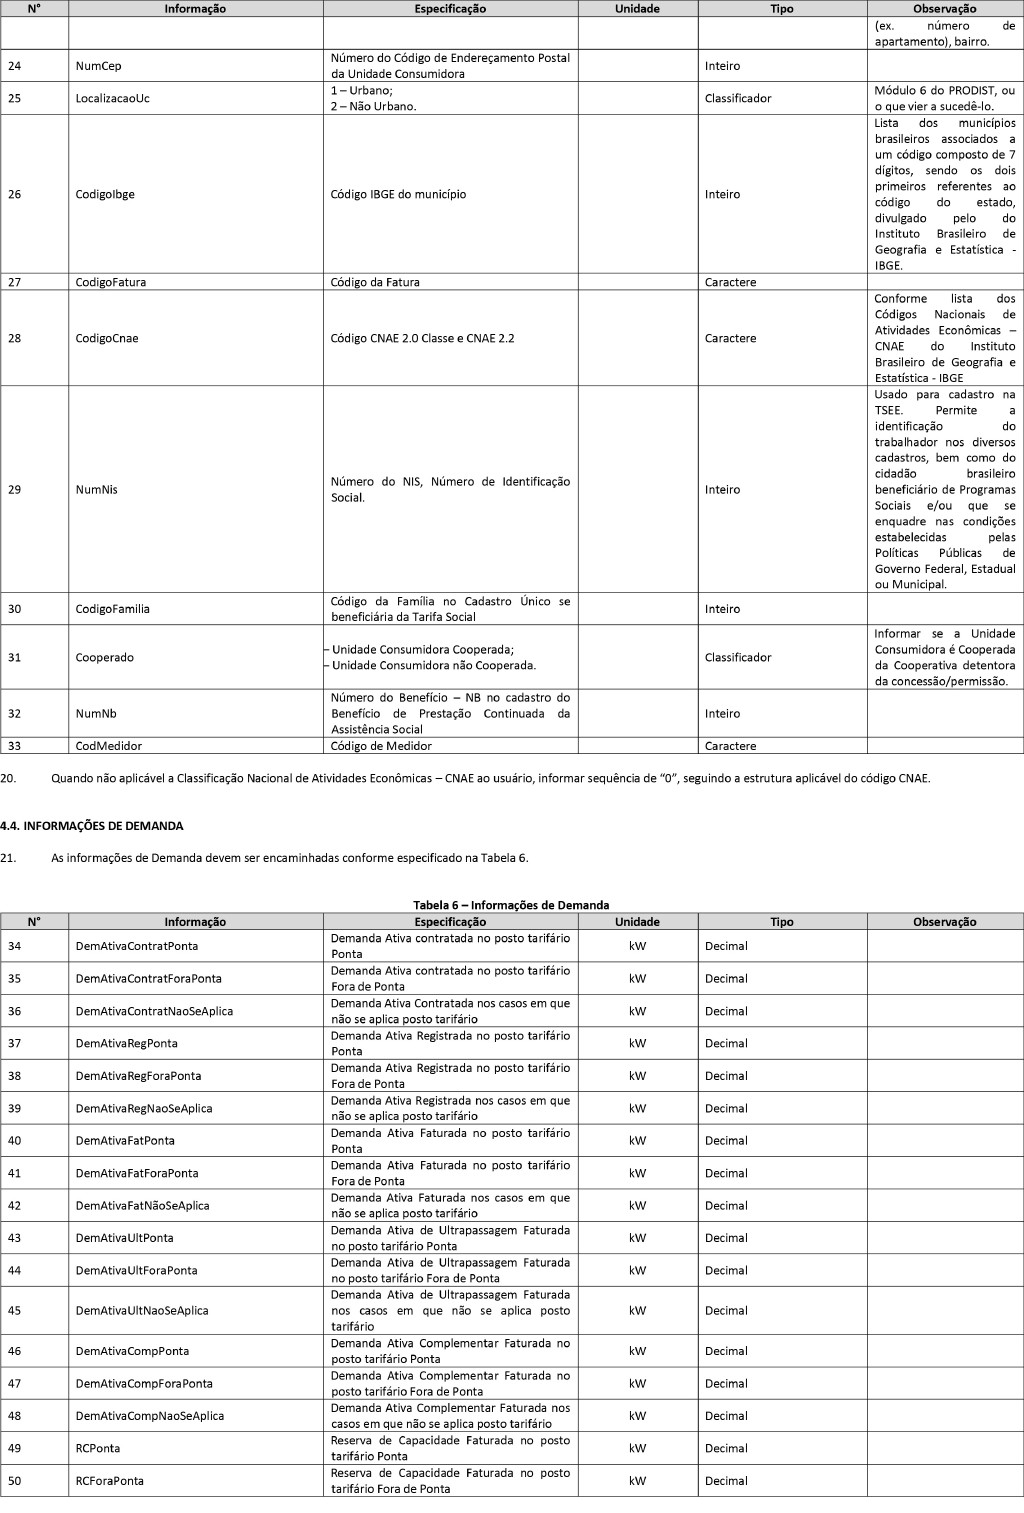 N° Informação Especificação Unidade Tipo Observação
(ex. número de
apartamento), bairro.
24 NumCep Número do Código de Endereçamento Postal
da Unidade Consumidora Inteiro
25 LocalizacaoUc 1 – Urbano;
2 – Não Urbano. Classificador Módulo 6 do PRODIST, ou
o que vier a sucedê-lo.
26 CodigoIbge Código IBGE do município Inteiro Lista dos municípios
brasileiros associados a
um código composto de 7
dígitos, sendo os dois
primeiros referentes ao
código do estado,
divulgado pelo do
Instituto Brasileiro de
Geografia e Estatística -
IBGE.
27 CodigoFatura Código da Fatura Caractere
28 CodigoCnae Código CNAE 2.0 Classe e CNAE 2.2 Caractere Conforme lista dos
Códigos Nacionais de
Atividades Econômicas –
CNAE do Instituto
Brasileiro de Geografia e
Estatística - IBGE
29 NumNis Número do NIS, Número de Identificação
Social. Inteiro Usado para cadastro na
TSEE. Permite a
identificação do
trabalhador nos diversos
cadastros, bem como do
cidadão brasileiro
beneficiário de Programas
Sociais e/ou que se
enquadre nas condições
estabelecidas pelas
Políticas Públicas de
Governo Federal, Estadual
ou Municipal.
30 CodigoFamilia Código da Família no Cadastro Único se
beneficiária da Tarifa Social Inteiro
31 Cooperado – Unidade Consumidora Cooperada;
– Unidade Consumidora não Cooperada. Classificador Informar se a Unidade
Consumidora é Cooperada
da Cooperativa detentora
da concessão/permissão.
32 NumNb Número do Benefício – NB no cadastro do
Benefício de Prestação Continuada da
Assistência Social Inteiro
33 CodMedidor Código de Medidor Caractere
20. Quando não aplicável a Classificação Nacional de Atividades Econômicas – CNAE ao usuário, informar sequência de “0”, seguindo a estrutura aplicável do código CNAE.
4.4. INFORMAÇÕES DE DEMANDA
21. As informações de Demanda devem ser encaminhadas conforme especificado na Tabela 6.
Tabela 6 – Informações de Demanda
N° Informação Especificação Unidade Tipo Observação
34 DemAtivaContratPonta Demanda Ativa contratada no posto tarifário
Ponta kW Decimal
35 DemAtivaContratForaPonta Demanda Ativa contratada no posto tarifário
Fora de Ponta kW Decimal
36 DemAtivaContratNaoSeAplica Demanda Ativa Contratada nos casos em que
não se aplica posto tarifário kW Decimal
37 DemAtivaRegPonta Demanda Ativa Registrada no posto tarifário
Ponta kW Decimal
38 DemAtivaRegForaPonta Demanda Ativa Registrada no posto tarifário
Fora de Ponta kW Decimal
39 DemAtivaRegNaoSeAplica Demanda Ativa Registrada nos casos em que
não se aplica posto tarifário kW Decimal
40 DemAtivaFatPonta Demanda Ativa Faturada no posto tarifário
Ponta kW Decimal
41 DemAtivaFatForaPonta Demanda Ativa Faturada no posto tarifário
Fora de Ponta kW Decimal
42 DemAtivaFatNãoSeAplica Demanda Ativa Faturada nos casos em que
não se aplica posto tarifário kW Decimal
43 DemAtivaUltPonta Demanda Ativa de Ultrapassagem Faturada
no posto tarifário Ponta kW Decimal
44 DemAtivaUltForaPonta Demanda Ativa de Ultrapassagem Faturada
no posto tarifário Fora de Ponta kW Decimal
45 DemAtivaUltNaoSeAplica Demanda Ativa de Ultrapassagem Faturada
nos casos em que não se aplica posto
tarifário kW Decimal
46 DemAtivaCompPonta Demanda Ativa Complementar Faturada no
posto tarifário Ponta kW Decimal
47 DemAtivaCompForaPonta Demanda Ativa Complementar Faturada no
posto tarifário Fora de Ponta kW Decimal
48 DemAtivaCompNaoSeAplica Demanda Ativa Complementar Faturada nos
casos em que não se aplica posto tarifário kW Decimal
49 RCPonta Reserva de Capacidade Faturada no posto
tarifário Ponta kW Decimal
50 RCForaPonta Reserva de Capacidade Faturada no posto
tarifário Fora de Ponta kW Decimal